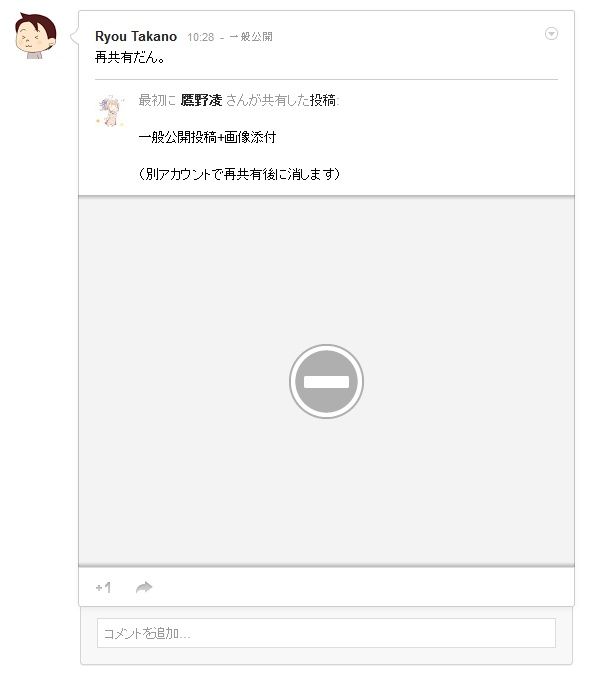 Ryou Takano 10:28 - 一般公開
再共有だん。
最初に 鷹野凌 さんが共有した投稿:
一般公開投稿+画像添付
（別アカウントで再共有後に消します）
+1
コメントを追加...